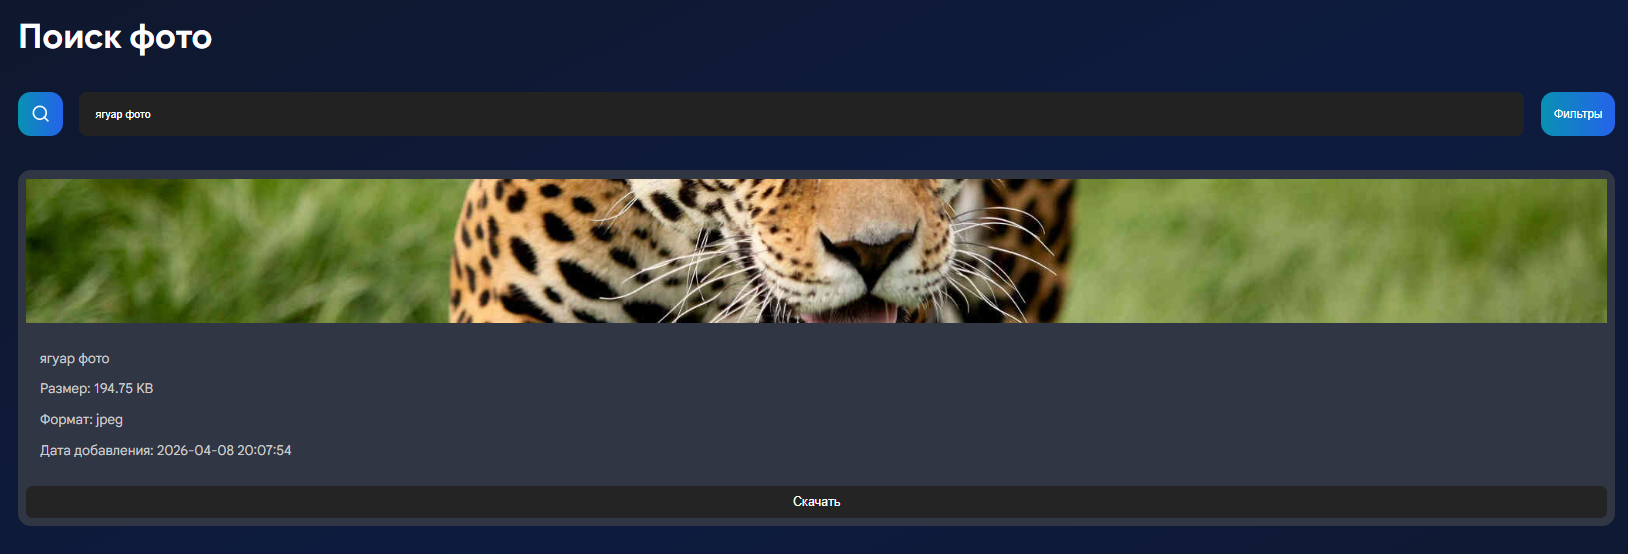 Поиск фото
ягуар фото
Фильтры
ягуар фото
Размер: 194.75 KB
Формат: jpeg
Дата добавления: 2026-04-08 20:07:54
Скачать